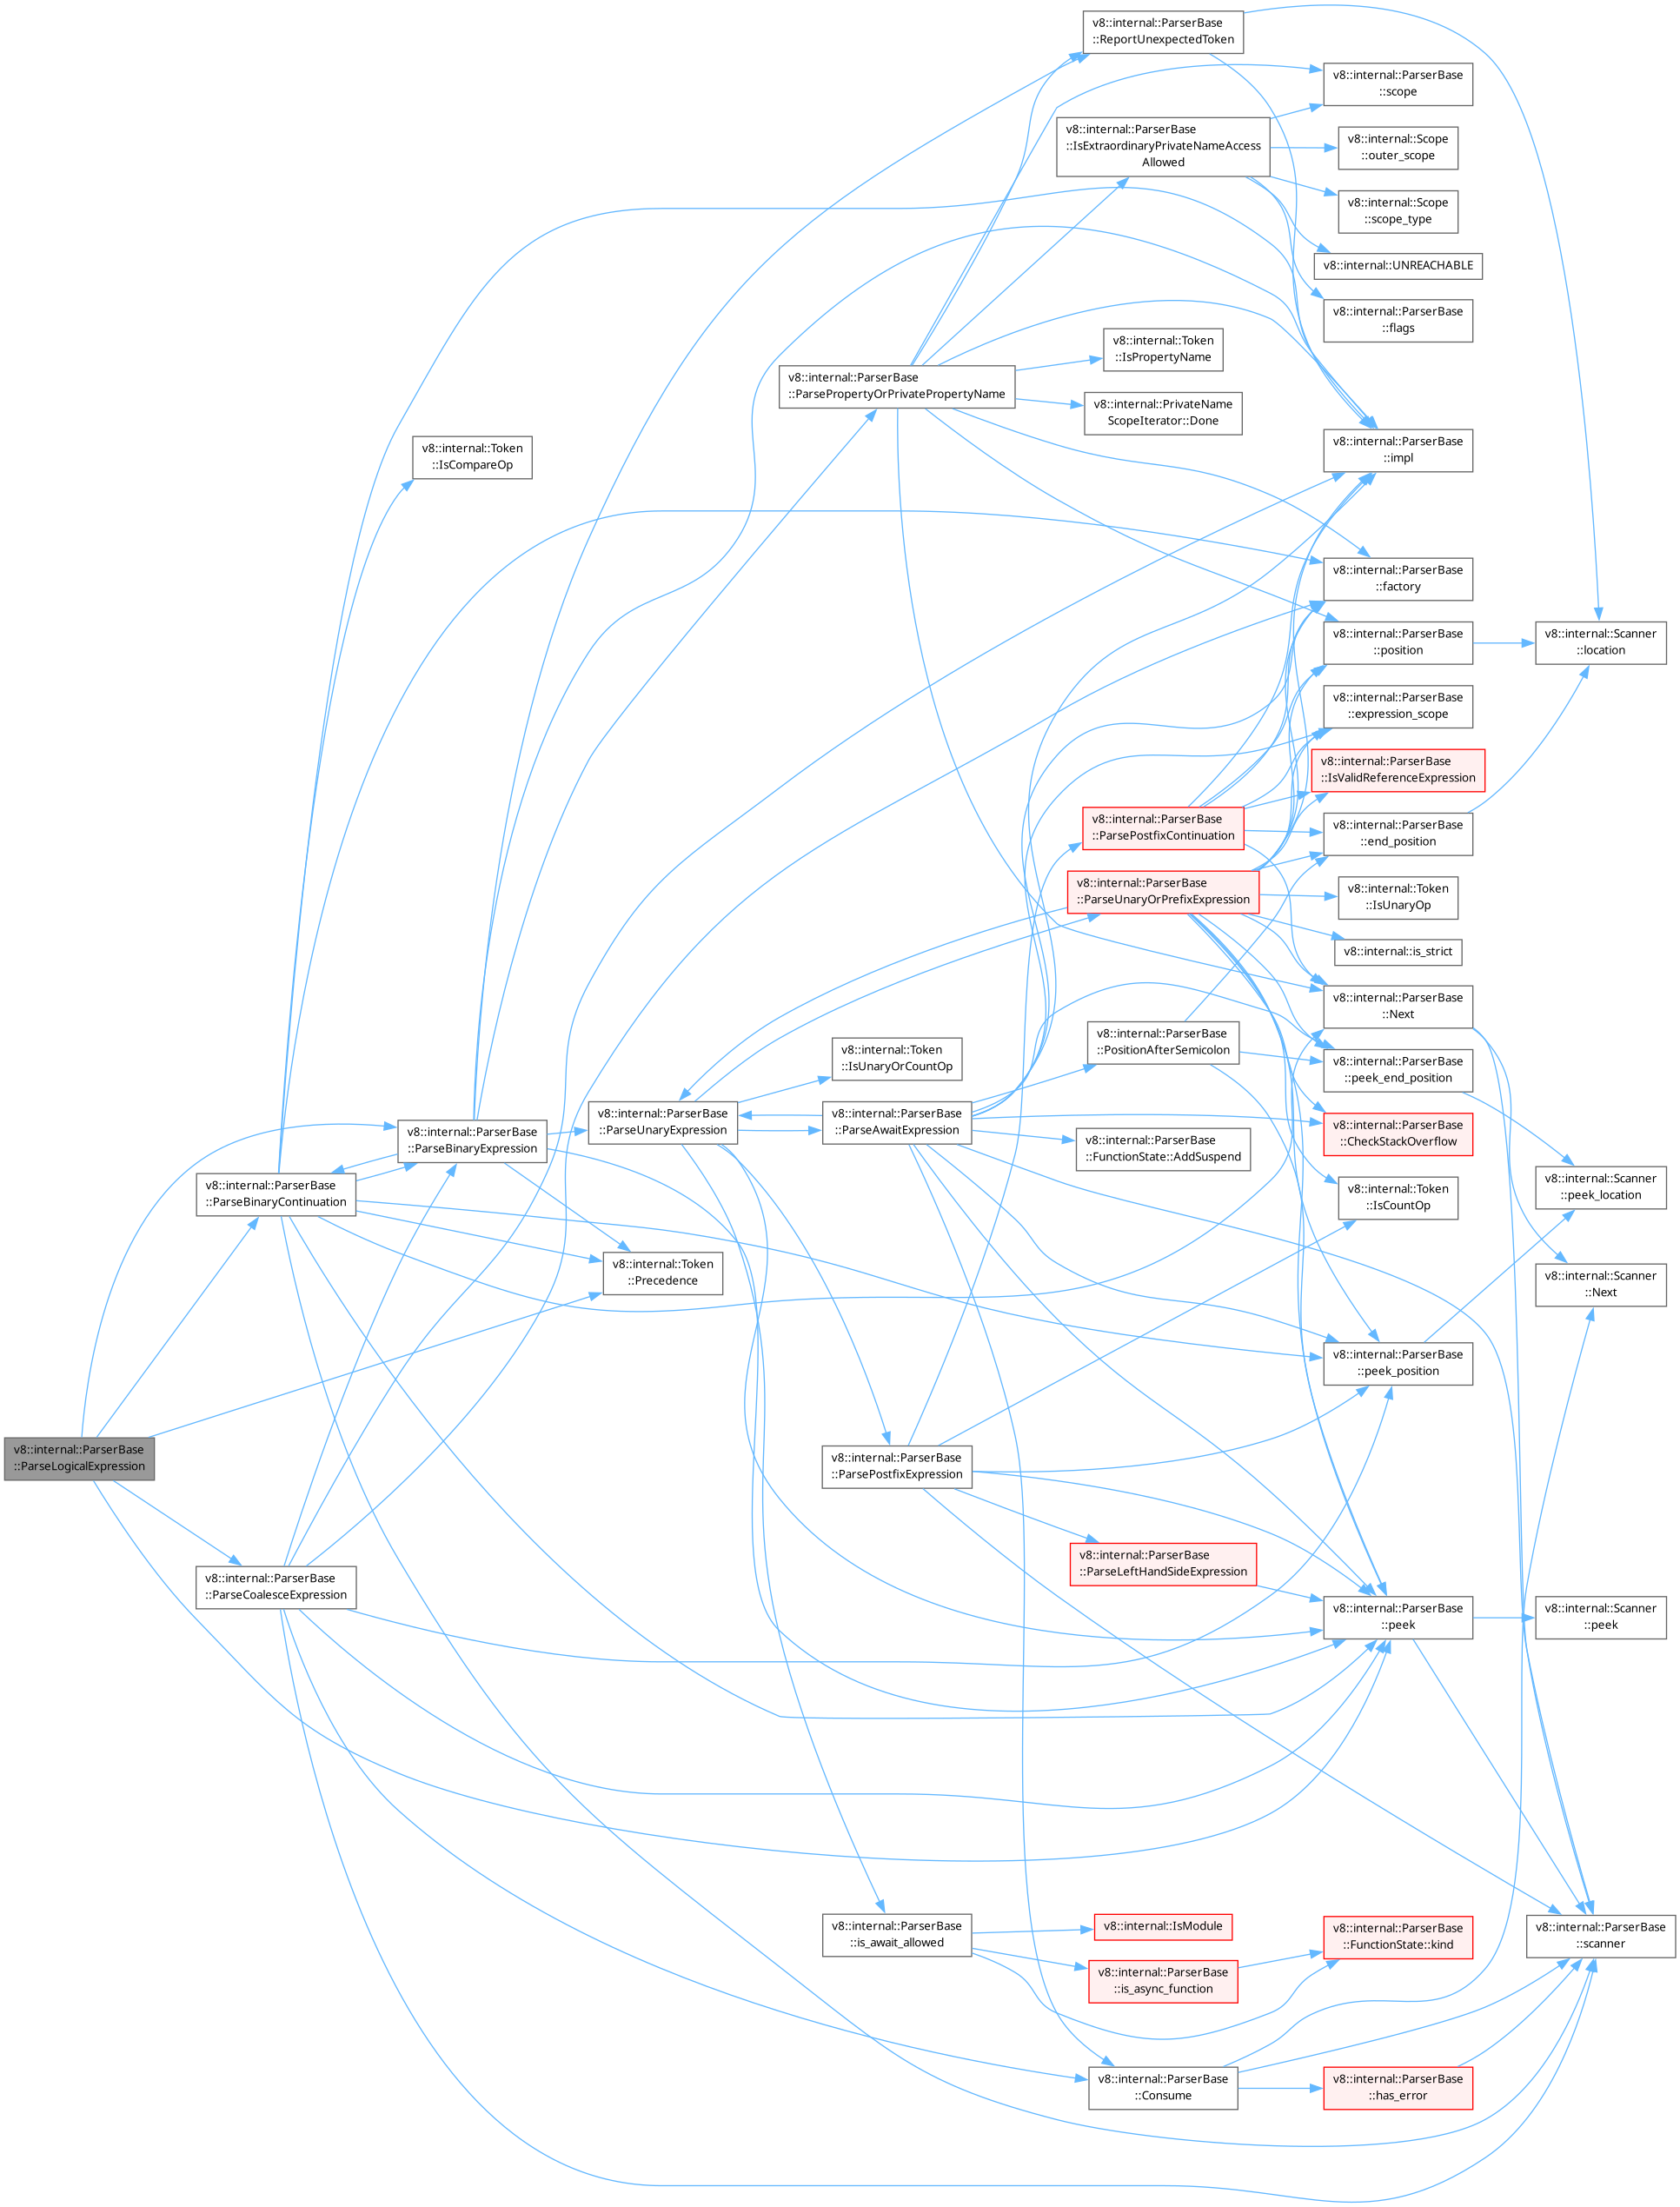 v8::internal::ParserBase
::ReportUnexpectedToken
v8::internal::ParserBase
::scope
v8::internal::ParserBase
::IsExtraordinaryPrivateNameAccess
Allowed
v8::internal::Scope
::outer_scope
v8::internal::Scope
::scope_type
v8::internal::UNREACHABLE
v8::internal::ParserBase
::flags
v8::internal::Token
::IsPropertyName
v8::internal::ParserBase
::ParsePropertyOrPrivatePropertyName
v8::internal::PrivateName
ScopeIterator::Done
v8::internal::Token
::IsCompareOp
v8::internal::ParserBase
::impl
v8::internal::ParserBase
::factory
v8::internal::ParserBase
::position
v8::internal::Scanner
::location
v8::internal::ParserBase
::expression_scope
v8::internal::ParserBase
::IsValidReferenceExpression
v8::internal::ParserBase
::ParsePostfixContinuation
v8::internal::ParserBase
::end_position
v8::internal::ParserBase
::ParseUnaryOrPrefixExpression
v8::internal::Token
::IsUnaryOp
v8::internal::is_strict
v8::internal::ParserBase
::Next
v8::internal::ParserBase
::PositionAfterSemicolon
v8::internal::Token
::IsUnaryOrCountOp
v8::internal::ParserBase
::peek_end_position
v8::internal::ParserBase
::ParseUnaryExpression
v8::internal::ParserBase
::ParseAwaitExpression
v8::internal::ParserBase
::CheckStackOverflow
v8::internal::ParserBase
::ParseBinaryExpression
v8::internal::ParserBase
::FunctionState::AddSuspend
v8::internal::Scanner
::peek_location
v8::internal::ParserBase
::ParseBinaryContinuation
v8::internal::Token
::IsCountOp
v8::internal::Token
::Precedence
v8::internal::Scanner
::Next
v8::internal::ParserBase
::peek_position
v8::internal::ParserBase
::ParseLogicalExpression
v8::internal::ParserBase
::ParsePostfixExpression
v8::internal::ParserBase
::ParseLeftHandSideExpression
v8::internal::ParserBase
::ParseCoalesceExpression
v8::internal::ParserBase
::peek
v8::internal::Scanner
::peek
v8::internal::ParserBase
::is_await_allowed
v8::internal::IsModule
v8::internal::ParserBase
::FunctionState::kind
v8::internal::ParserBase
::scanner
v8::internal::ParserBase
::is_async_function
v8::internal::ParserBase
::Consume
v8::internal::ParserBase
::has_error